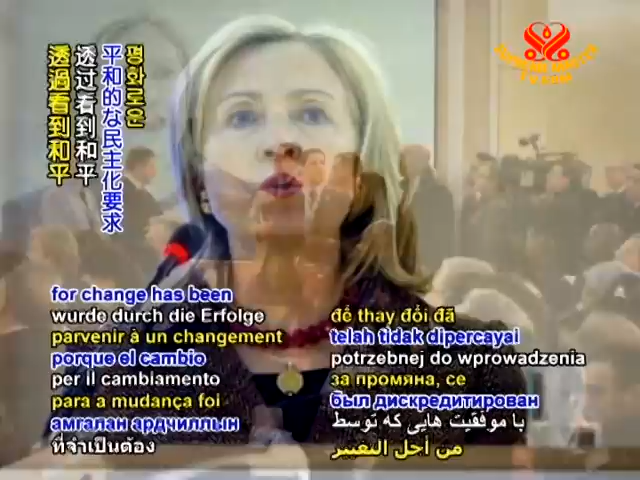 SUPREME MASTER
TV.COM
평화로운
平和的な民主化要求
透过看到和平
透過看到和平
for change has been
wurde durch die Erfolge
parvenir à un changement
porque el cambio
per il cambiamento
para a mudança foi
амгалан ардчиллын
ที่จำเป็นต้อง
để thay đổi đã
telah tidak dipercayai
potrzebnej do wprowadzenia
за промяна, се
был дискредитирован
با موفقیت هایی که توسط
من أجل التغيير